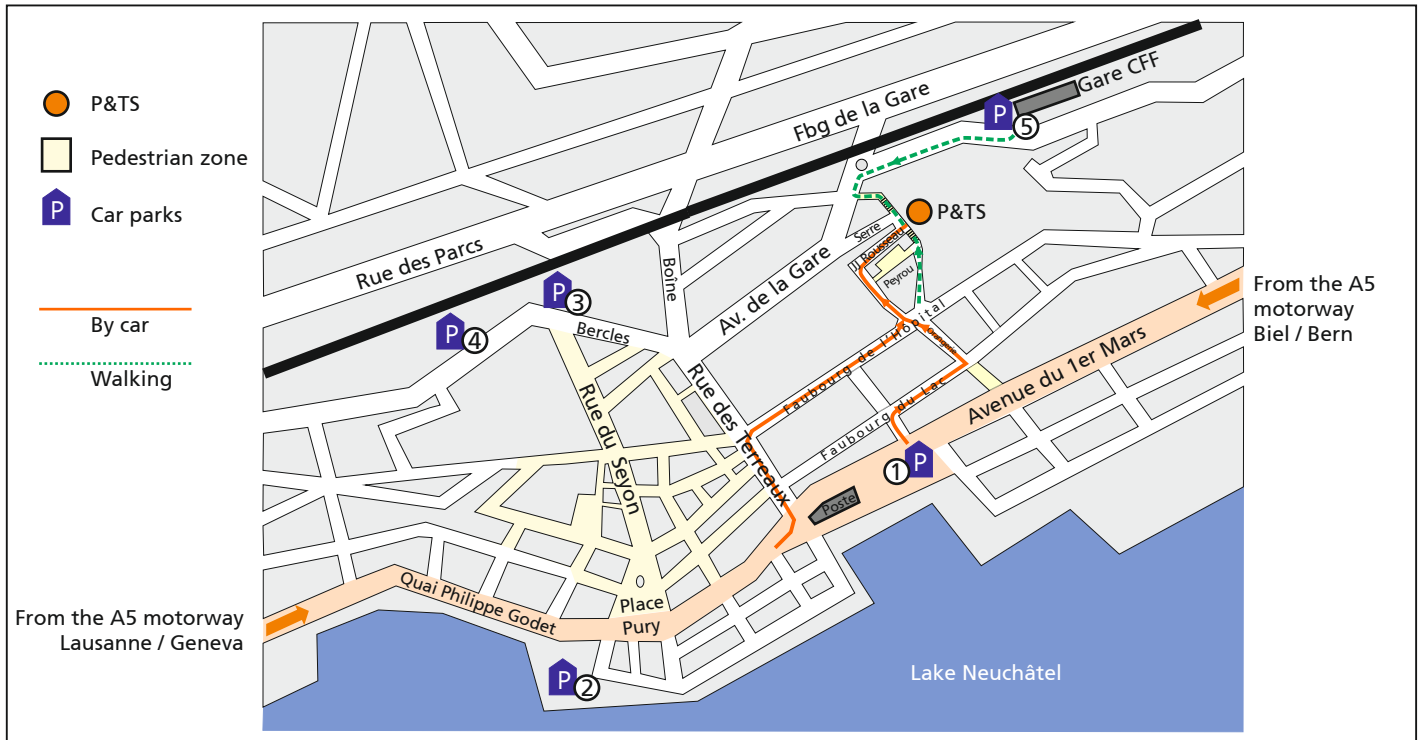 P&TS
Pedestrian zone
P
Car parks
By car
Walking
From the A5 motorway
Lausanne / Geneva
Gare CFF
P
5
Fbg de la Gare
P&TS
Serre
JJ Rousseau
Peyrou
Rue des Parcs
Boîne
Av. de la Gare
P
3
P
4
Bercles
From the A5
motorway
Biel / Bern
Avenue du 1er Mars
Orangerie
Faubourg de l'Hôpital
Faubourg du Lac
Rue des Terreaux
Rue du Seyon
1
P
Poste
Quai Philippe Godet
Place
Pury
P
2
Lake Neuchâtel